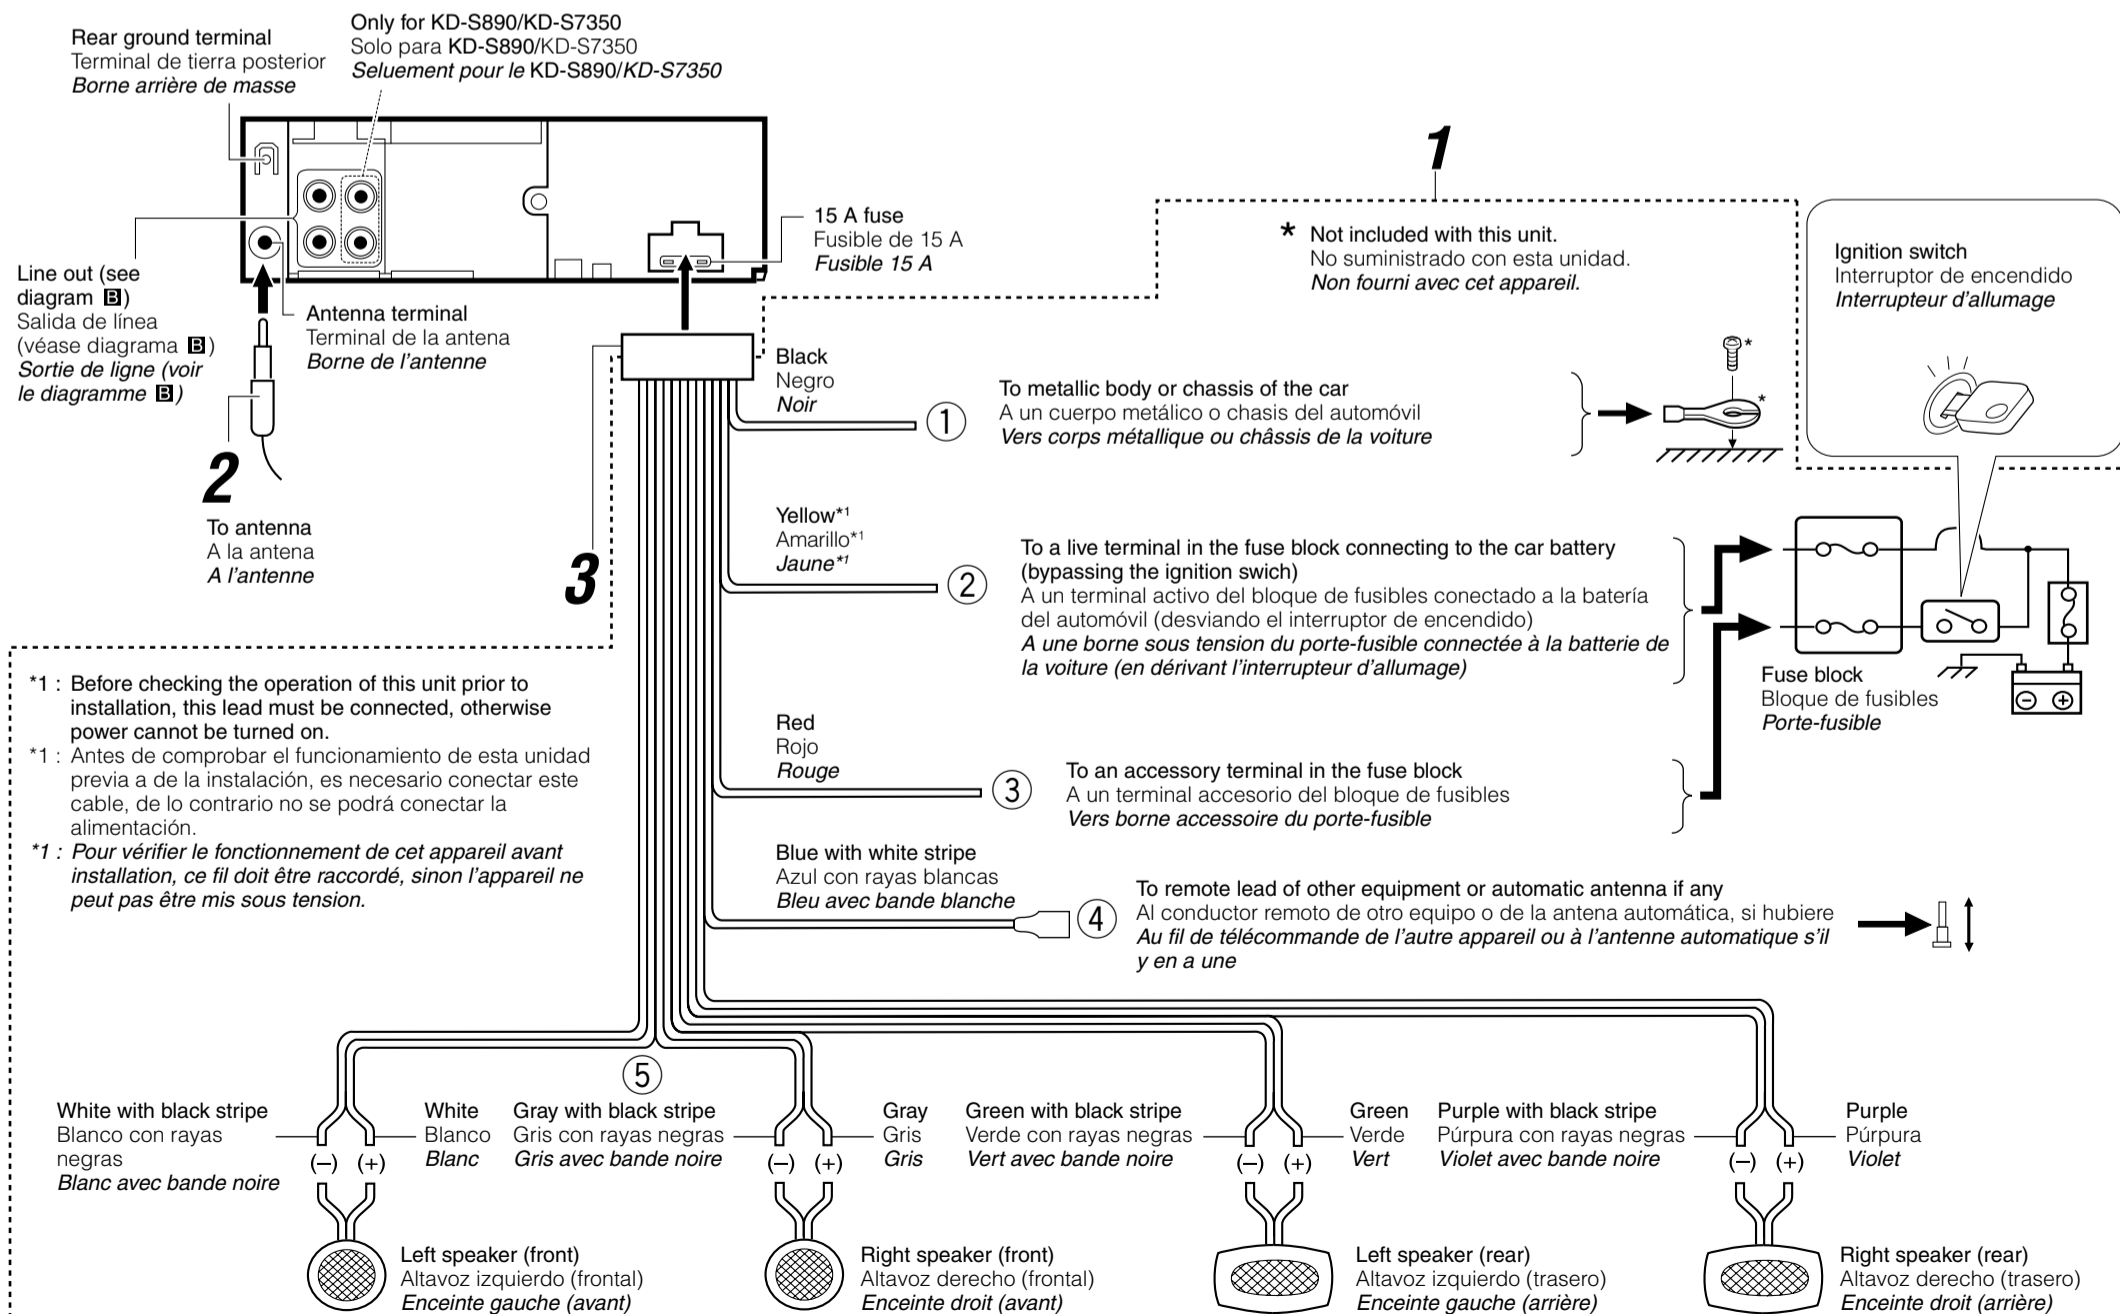 Rear ground terminal
Terminal de tierra posterior
Borne arrière de masse
Only for KD-S890/KD-S7350
Solo para KD-S890/KD-S7350
Seluement pour le KD-S890/KD-S7350
15 A fuse
Fusible de 15 A
Fusible 15 A
1
* Not included with this unit.
No suministrado con esta unidad.
Non fourni avec cet appareil.
Ignition switch
Interruptor de encendido
Interrupteur d'allumage
Line out (see
diagram B)
Salida de línea
(véase diagrama B)
Sortie de ligne (voir
le diagramme B)
Antenna terminal
Terminal de la antena
Borne de l'antenne
2
To antenna
A la antena
A l'antenne
3
Black
Negro
Noir
1
To metallic body or chassis of the car
A un cuerpo metálico o chasis del automóvil
Vers corps métallique ou châssis de la voiture
*
*
Yellow*1
Amarillo*1
Jaune*1
2
To a live terminal in the fuse block connecting to the car battery
(bypassing the ignition swich)
A un terminal activo del bloque de fusibles conectado a la batería
del automóvil (desviando el interruptor de encendido)
A une borne sous tension du porte-fusible connectée à la batterie de
la voiture (en dérivant l'interrupteur d'allumage)
Fuse block
Bloque de fusibles
Porte-fusible
*1 : Before checking the operation of this unit prior to
installation, this lead must be connected, otherwise
power cannot be turned on.
*1 : Antes de comprobar el funcionamiento de esta unidad
previa a de la instalación, es necesario conectar este
cable, de lo contrario no se podrá conectar la
alimentación.
*1 : Pour vérifier le fonctionnement de cet appareil avant
installation, ce fil doit être raccordé, sinon l'appareil ne
peut pas être mis sous tension.
Red
Rojo
Rouge
3
To an accessory terminal in the fuse block
A un terminal accesorio del bloque de fusibles
Vers borne accessoire du porte-fusible
Blue with white stripe
Azul con rayas blancas
Bleu avec bande blanche
4
To remote lead of other equipment or automatic antenna if any
Al conductor remoto de otro equipo o de la antena automática, si hubiere
Au fil de télécommande de l'autre appareil ou à l'antenne automatique s'il
y en a une
5
White with black stripe
Blanco con rayas
negras
Blanc avec bande noire
(−) (+)
White
Blanco
Blanc
Gray with black stripe
Gris con rayas negras
Gris avec bande noire
(−) (+)
Gray
Gris
Gris
Green with black stripe
Verde con rayas negras
Vert avec bande noire
(−) (+)
Green
Verde
Vert
Purple with black stripe
Púrpura con rayas negras
Violet avec bande noire
(−) (+)
Purple
Púrpura
Violet
Left speaker (front)
Altavoz izquierdo (frontal)
Enceinte gauche (avant)
Right speaker (front)
Altavoz derecho (frontal)
Enceinte droit (avant)
Left speaker (rear)
Altavoz izquierdo (trasero)
Enceinte gauche (arrière)
Right speaker (rear)
Altavoz derecho (trasero)
Enceinte droit (arrière)